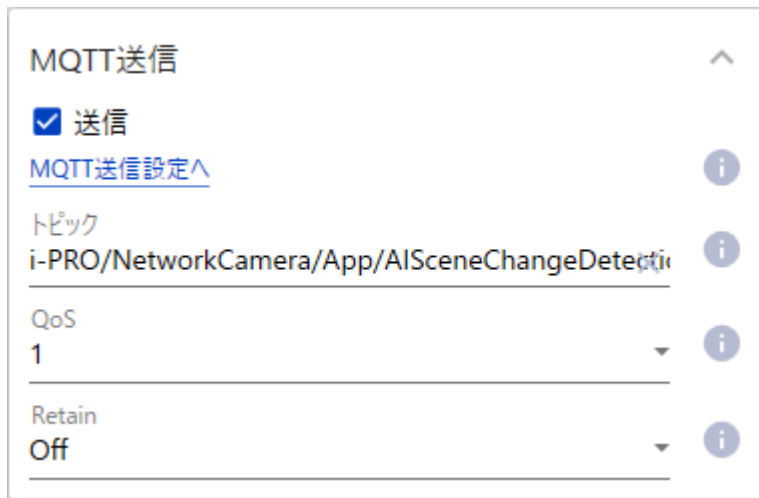 MQTT送信
送信
MQTT送信設定へ
トピック
i-PRO/NetworkCamera/App/AISceneChangeDetectic
QoS
1
Retain
Off